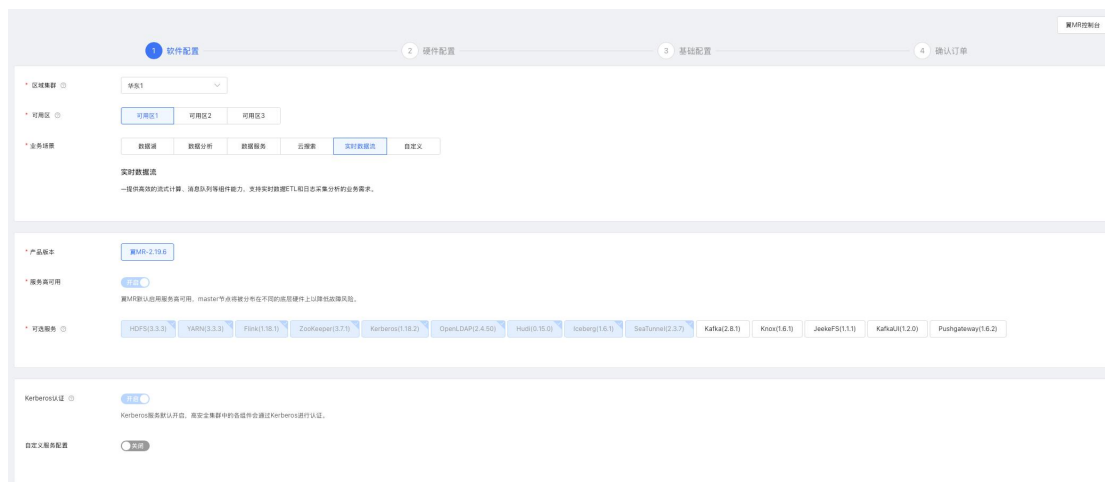 翼MR控制台
1 软件配置
2 硬件配置
3 基础配置
4 确认订单
* 区域集群
华东1
* 可用区
可用区1 可用区2 可用区3
* 业务场景
数据湖 数据分析 数据服务 云搜索 实时数据流 自定义
实时数据流
—提供高效的流式计算、消息队列等组件能力，支持实时数据ETL和日志采集分析的业务需求。
* 产品版本
翼MR-2.19.6
* 服务高可用
开启
翼MR默认启用服务高可用，master节点将被分布在不同的底层硬件上以降低故障风险。
* 可选服务
HDFS(3.3.3) YARN(3.3.3) Flink(1.18.1) ZooKeeper(3.7.1) Kerberos(1.18.2) OpenLDAP(2.4.50) Hudi(0.15.0) Iceberg(1.6.1) SeaTunnel(2.3.7) Kafka(2.8.1) Knox(1.6.1) JeekeFS(1.1.1) KafkaUI(1.2.0) Pushgateway(1.6.2)
Kerberos认证
开启
Kerberos服务默认开启，高安全集群中的各组件会通过Kerberos进行认证。
自定义服务配置
关闭